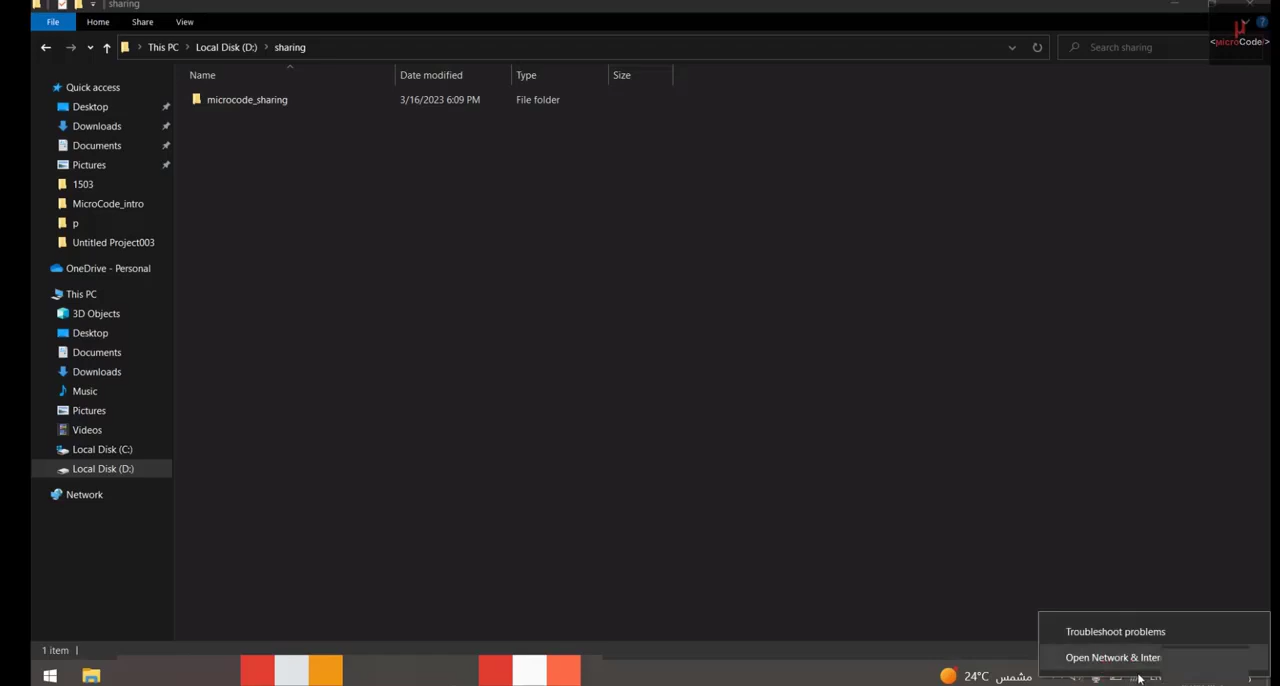 sharing
File Home Share View
This PC > Local Disk (D:) > sharing
Search sharing
<MicroCode/>
Name Date modified Type Size
microcode_sharing 3/16/2023 6:09 PM File folder
Quick access
Desktop
Downloads
Documents
Pictures
1503
MicroCode_intro
p
Untitled Project003
OneDrive - Personal
This PC
3D Objects
Desktop
Documents
Downloads
Music
Pictures
Videos
Local Disk (C:)
Local Disk (D:)
Network
1 item
Troubleshoot problems
Open Network & Inter
24°C مشمس